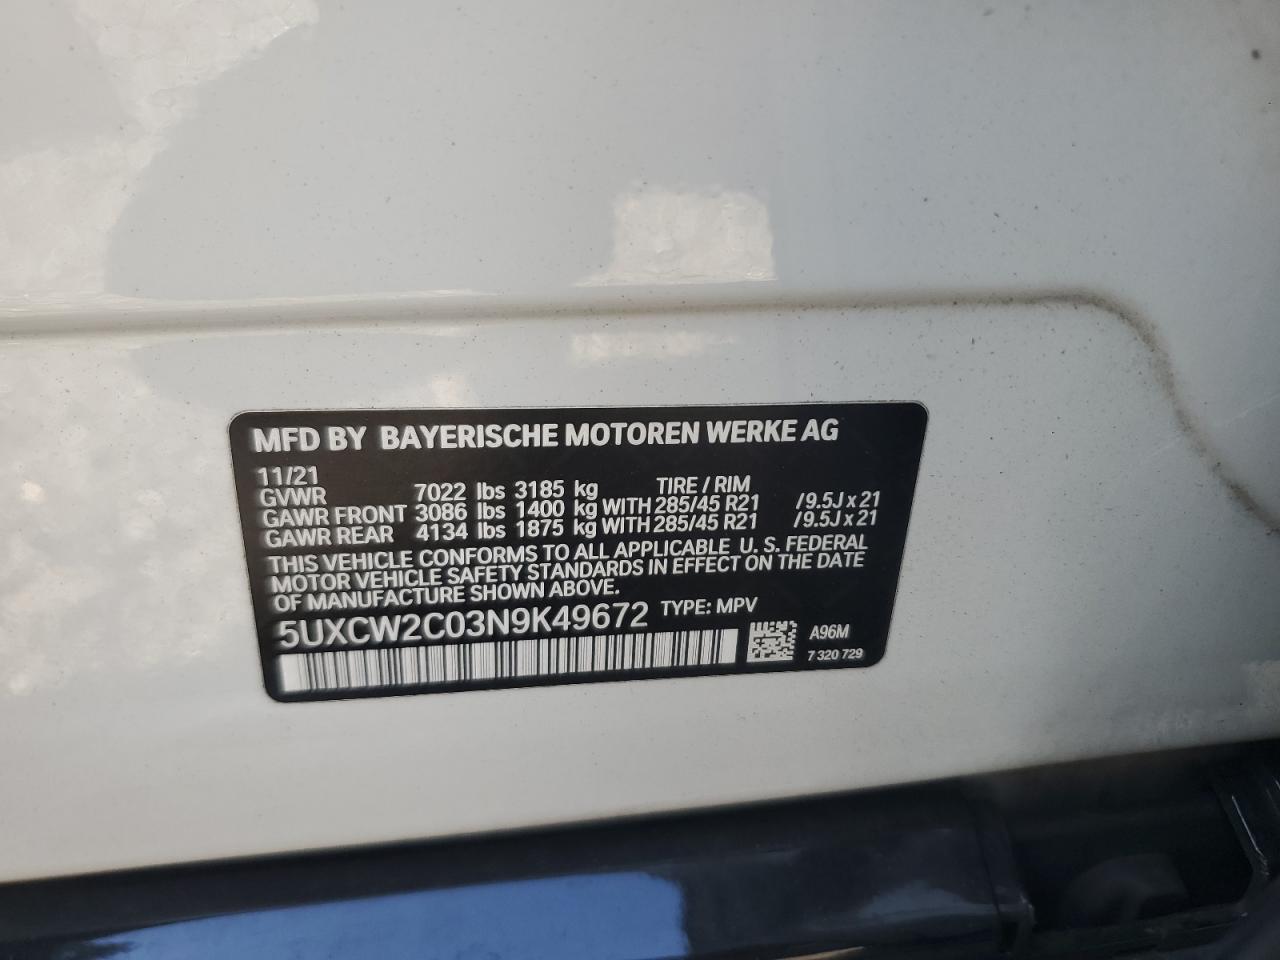 MFD BY BAYERISCHE MOTOREN WERKE AG
11/21 TIRE / RIM
GVWR 7022 lbs 3185 kg
GAWR FRONT 3086 lbs 1400 kg WITH 285/45 R21 /9.5J x 21
GAWR REAR 4134 lbs 1875 kg WITH 285/45 R21 /9.5J x 21
THIS VEHICLE CONFORMS TO ALL APPLICABLE U. S. FEDERAL
MOTOR VEHICLE SAFETY STANDARDS IN EFFECT ON THE DATE
OF MANUFACTURE SHOWN ABOVE.
5UXCW2C03N9K49672 TYPE: MPV
A96M
7 320 729